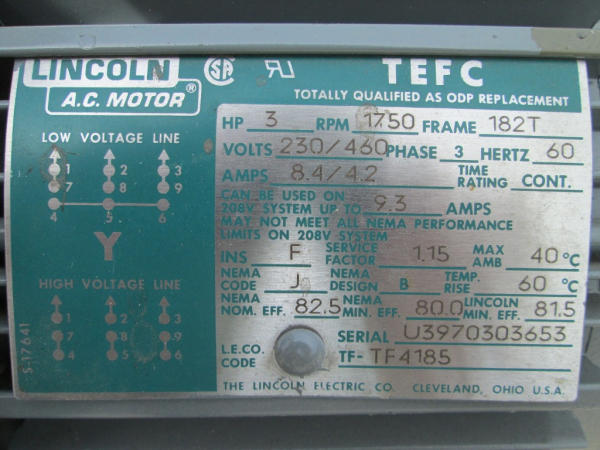 LINCOLN®
A.C. MOTOR
LOW VOLTAGE LINE
1 2 3
7 8 9
4 5 6
Y
HIGH VOLTAGE LINE
1 2 3
7 8 9
4 5 6
S-17641
TEFC
TOTALLY QUALIFIED AS ODP REPLACEMENT
HP 3 RPM 1750 FRAME 182T
VOLTS 230/460 PHASE 3 HERTZ 60
AMPS 8.4/4.2 TIME RATING CONT.
CAN BE USED ON
208V SYSTEM UP TO 9.3 AMPS
MAY NOT MEET ALL NEMA PERFORMANCE
LIMITS ON 208V SYSTEM
INS F SERVICE FACTOR 1.15 MAX AMB 40 °C
NEMA CODE J NEMA DESIGN B TEMP. RISE 60 °C
NEMA NOM. EFF. 82.5 NEMA MIN. EFF. 80.0 LINCOLN MIN. EFF. 81.5
SERIAL U3970303653
L.E.CO. CODE TF- TF4185
THE LINCOLN ELECTRIC CO. CLEVELAND, OHIO U.S.A.